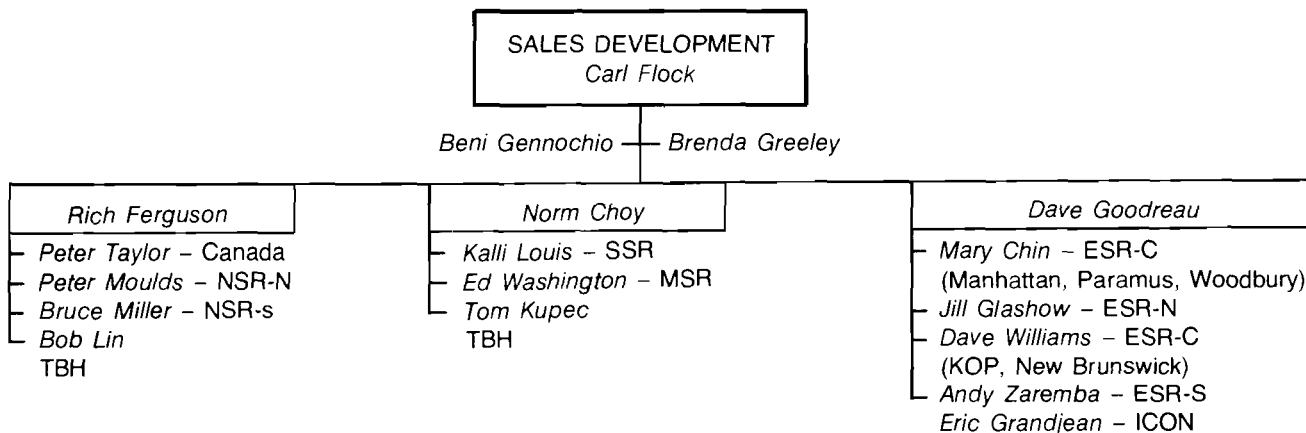 SALES DEVELOPMENT
Carl Flock
Beni Gennochio
Brenda Greeley
Rich Ferguson
Peter Taylor – Canada
Peter Moulds – NSR-N
Bruce Miller – NSR-s
Bob Lin
TBH
Norm Choy
Kalli Louis – SSR
Ed Washington – MSR
Tom Kupec
TBH
Dave Goodreau
Mary Chin – ESR-C
(Manhattan, Paramus, Woodbury)
Jill Glashow – ESR-N
Dave Williams – ESR-C
(KOP, New Brunswick)
Andy Zaremba – ESR-S
Eric Grandjean – ICON